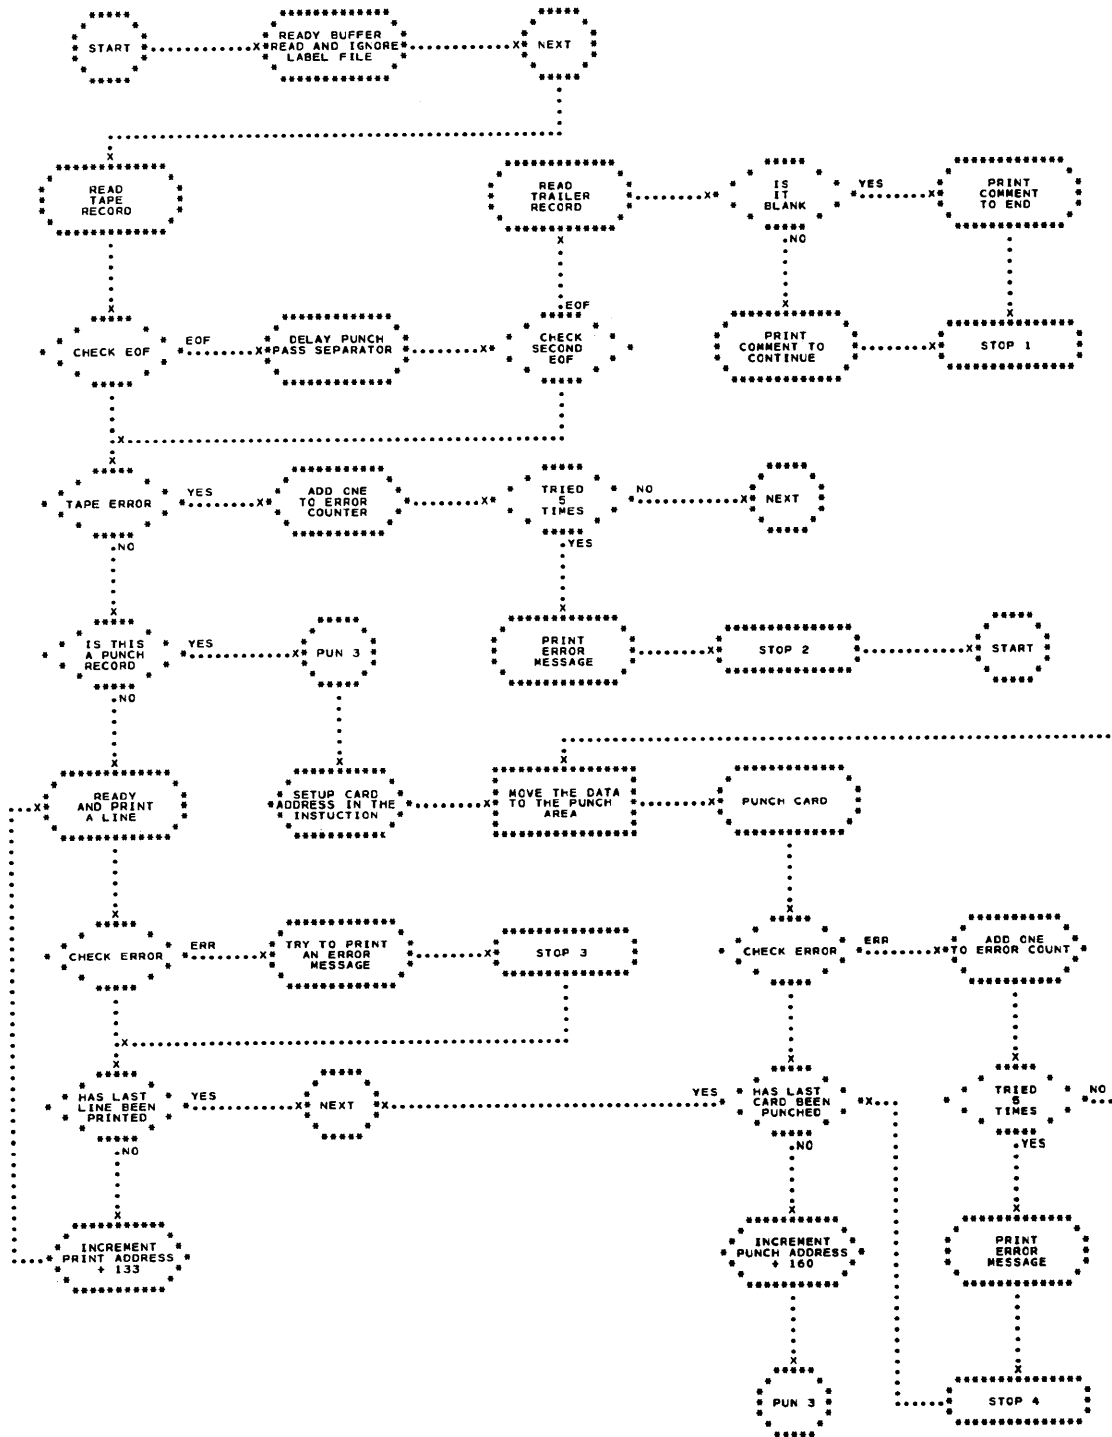 START
READY BUFFER
READ AND IGNORE
LABEL FILE
NEXT
READ
TAPE
RECORD
READ
TRAILER
RECORD
IS
IT
BLANK
YES
PRINT
COMMENT
TO END
NO
EOF
CHECK EOF
EOF
DELAY PUNCH
PASS SEPARATOR
CHECK
SECOND
EOF
PRINT
COMMENT TO
CONTINUE
STOP 1
TAPE ERROR
YES
ADD ONE
TO ERROR
COUNTER
TRIED
5
TIMES
NO
NEXT
NO
YES
IS THIS
A PUNCH
RECORD
YES
PUN 3
PRINT
ERROR
MESSAGE
STOP 2
START
NO
READY
AND PRINT
A LINE
SETUP CARD
ADDRESS IN THE
INSTUCTION
MOVE THE DATA
TO THE PUNCH
AREA
PUNCH CARD
CHECK ERROR
ERR
TRY TO PRINT
AN ERROR
MESSAGE
STOP 3
CHECK ERROR
ERR
ADD ONE
TO ERROR COUNT
HAS LAST
LINE BEEN
PRINTED
YES
NEXT
YES
HAS LAST
CARD BEEN
PUNCHED
TRIED
5
TIMES
NO
NO
NO
YES
INCREMENT
PRINT ADDRESS
+ 133
INCREMENT
PUNCH ADDRESS
+ 160
PRINT
ERROR
MESSAGE
PUN 3
STOP 4